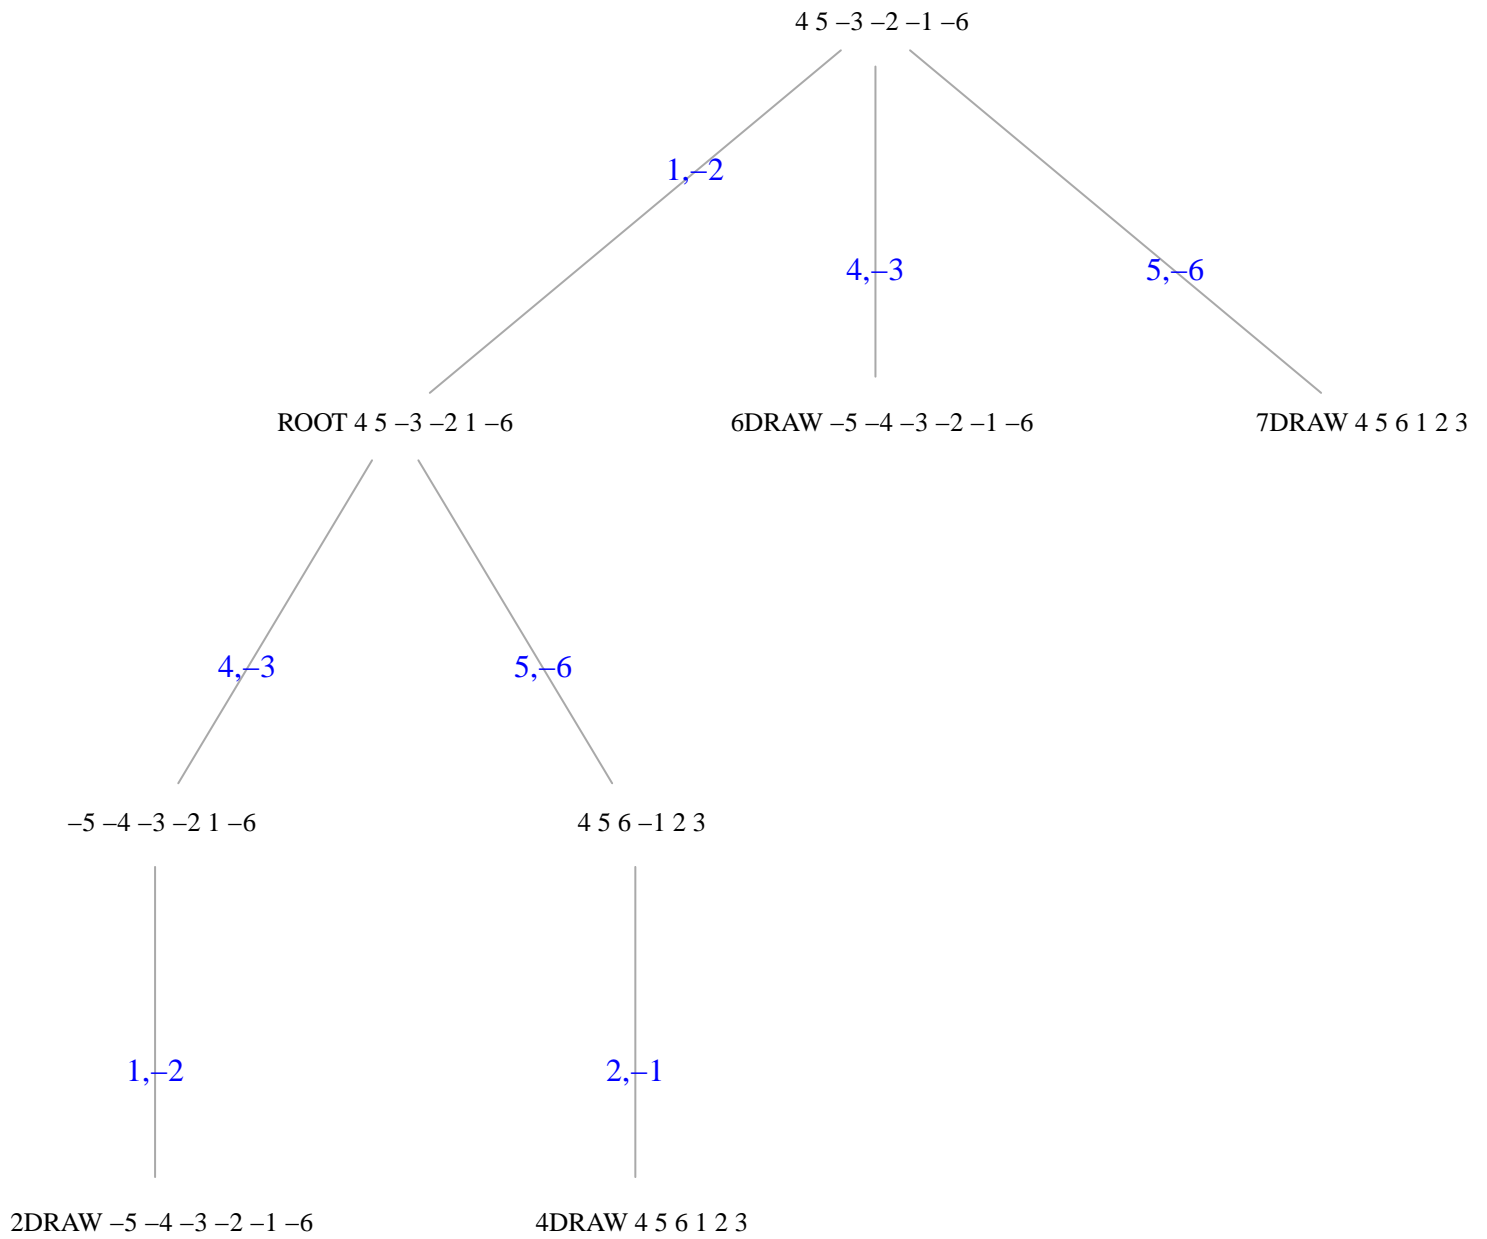 4 5 –3 –2 –1 –6
1,–2
4,–3
5,–6
ROOT 4 5 –3 –2 1 –6
6DRAW –5 –4 –3 –2 –1 –6
7DRAW 4 5 6 1 2 3
4,–3
5,–6
–5 –4 –3 –2 1 –6
4 5 6 –1 2 3
1,–2
2,–1
2DRAW –5 –4 –3 –2 –1 –6
4DRAW 4 5 6 1 2 3